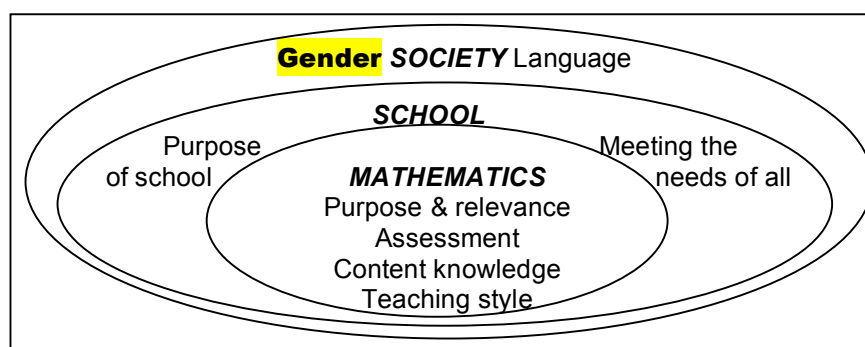 Gender SOCIETY Language
SCHOOL
Purpose
of school
Meeting the
needs of all
MATHEMATICS
Purpose & relevance
Assessment
Content knowledge
Teaching style